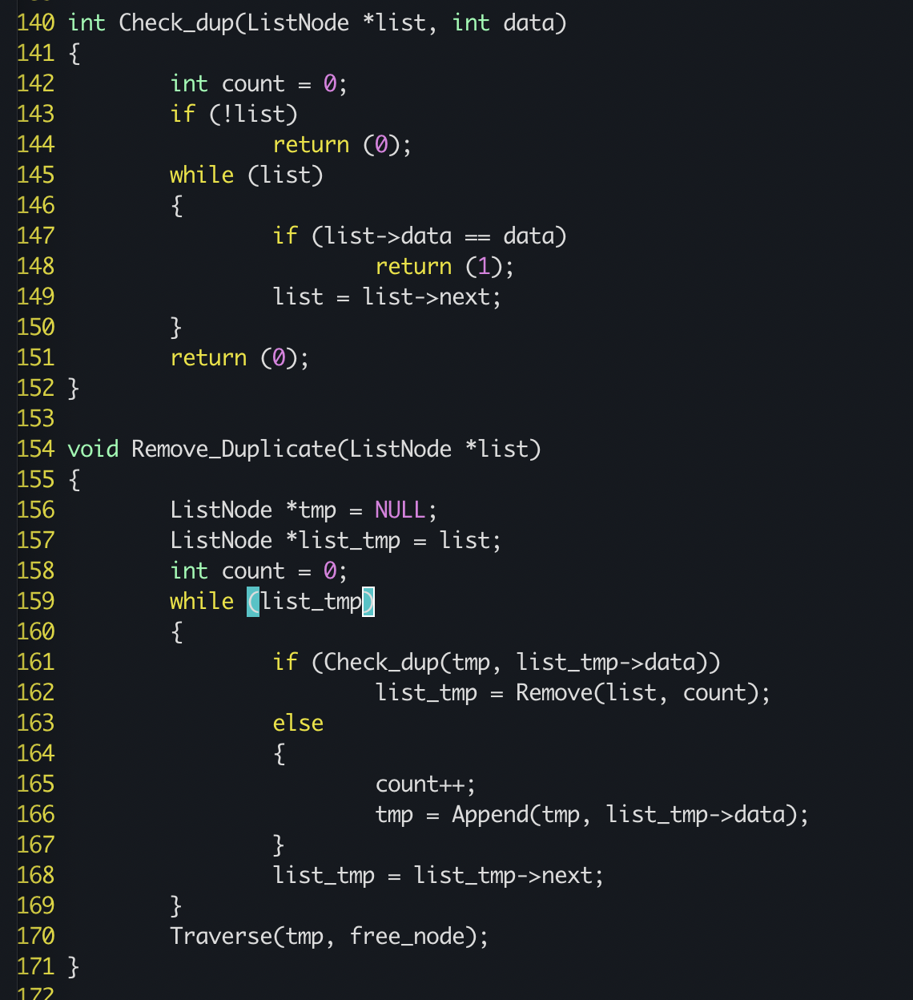 140 int Check_dup(ListNode *list, int data)
141 {
142         int count = 0;
143         if (!list)
144                 return (0);
145         while (list)
146         {
147                 if (list->data == data)
148                         return (1);
149                 list = list->next;
150         }
151         return (0);
152 }
153
154 void Remove_Duplicate(ListNode *list)
155 {
156         ListNode *tmp = NULL;
157         ListNode *list_tmp = list;
158         int count = 0;
159         while (list_tmp)
160         {
161                 if (Check_dup(tmp, list_tmp->data))
162                         list_tmp = Remove(list, count);
163                 else
164                 {
165                         count++;
166                         tmp = Append(tmp, list_tmp->data);
167                 }
168                 list_tmp = list_tmp->next;
169         }
170         Traverse(tmp, free_node);
171 }
172